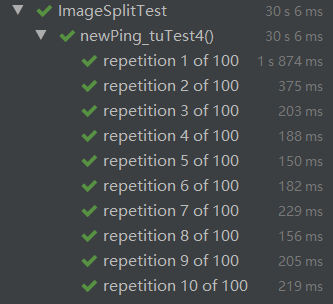 ImageSplitTest 30 s 6 ms
newPing_tuTest4() 30 s 6 ms
repetition 1 of 100 1 s 874 ms
repetition 2 of 100 375 ms
repetition 3 of 100 203 ms
repetition 4 of 100 188 ms
repetition 5 of 100 150 ms
repetition 6 of 100 182 ms
repetition 7 of 100 229 ms
repetition 8 of 100 156 ms
repetition 9 of 100 205 ms
repetition 10 of 100 219 ms